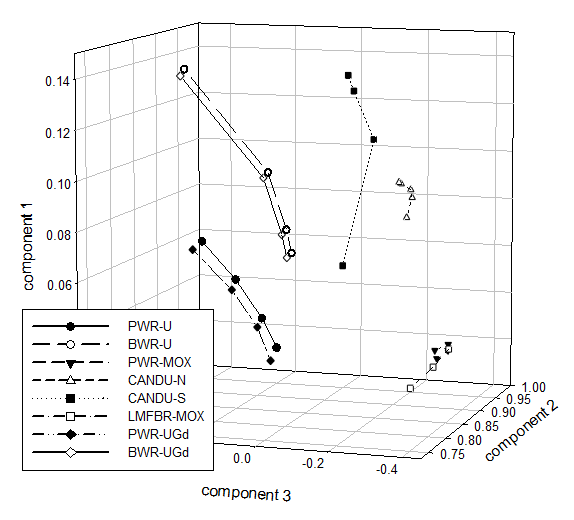 0.14
0.12
0.10
0.08
0.06
component 1
PWR-U
BWR-U
PWR-MOX
CANDU-N
CANDU-S
LMFBR-MOX
PWR-UGd
BWR-UGd
1.00
0.95
0.90
0.85
0.80
0.75
component 2
0.0
-0.2
-0.4
component 3